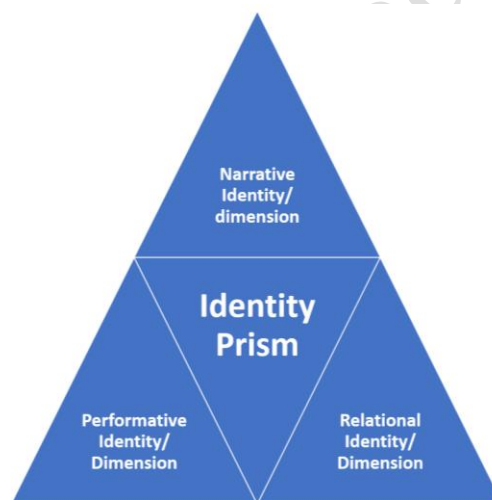 Narrative
Identity/
dimension
Identity
Prism
Performative
Identity/
Dimension
Relational
Identity/
Dimension